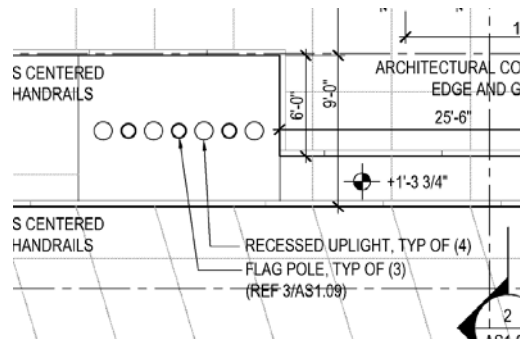 1
S CENTERED
HANDRAILS
ARCHITECTURAL CO
EDGE AND G
6'-0"
9'-0"
25'-6"
+1'-3 3/4"
S CENTERED
HANDRAILS
RECESSED UPLIGHT, TYP OF (4)
FLAG POLE, TYP OF (3)
(REF 3/AS1.09)
2